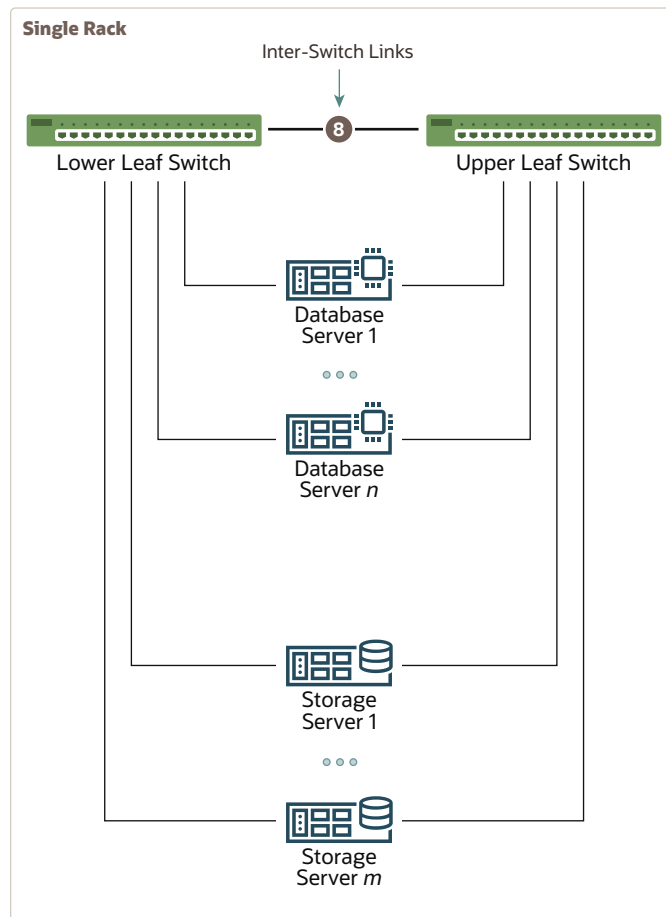 Single Rack
Inter-Switch Links
8
Lower Leaf Switch
Upper Leaf Switch
Database
Server 1
Database
Server n
Storage
Server 1
Storage
Server m